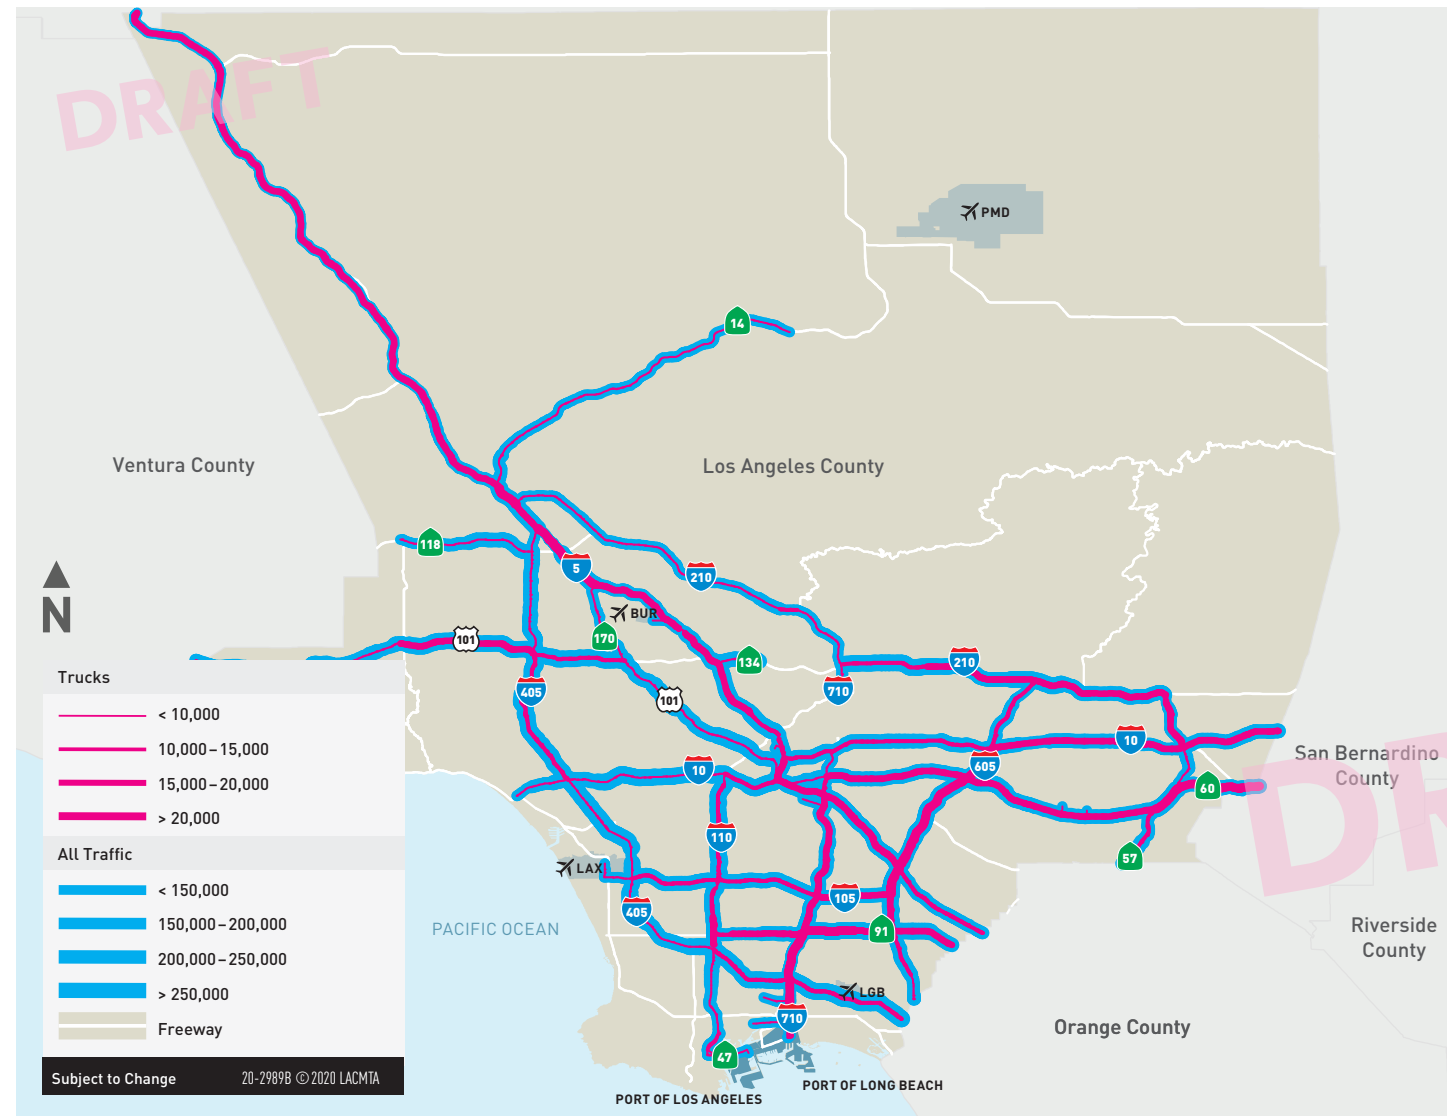 DRAFT
PMD
14
Ventura County
Los Angeles County
118
5
210
N
BUR
170
101
134
210
405
710
101
10
San Bernardino
County
10
605
60
DR
110
57
LAX
105
405
91
PACIFIC OCEAN
Riverside
County
LGB
710
Orange County
47
PORT OF LONG BEACH
PORT OF LOS ANGELES
Trucks
< 10,000
10,000–15,000
15,000–20,000
> 20,000
All Traffic
< 150,000
150,000–200,000
200,000–250,000
> 250,000
Freeway
Subject to Change 20-2989B ©2020 LACMTA